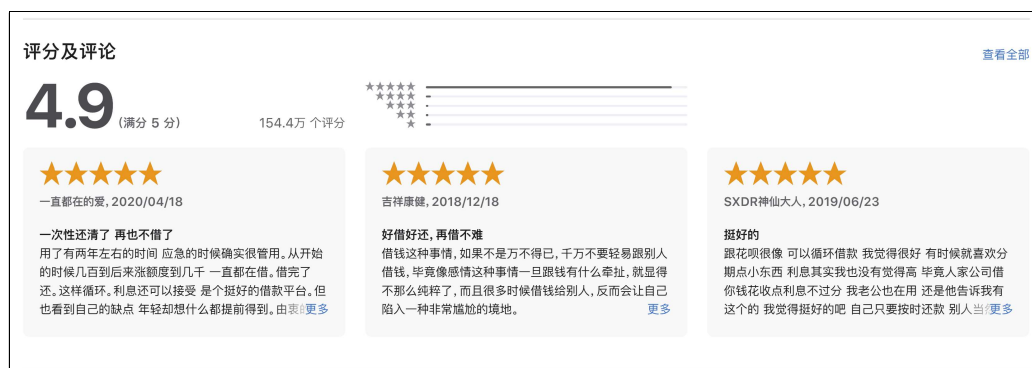 评分及评论
查看全部
4.9
(满分 5 分)
154.4万 个评分
★★★★★
★★★★
★★★
★★
★
★★★★★
一直都在的爱, 2020/04/18
一次性还清了 再也不借了
用了有两年左右的时间 应急的时候确实很管用。从开始
的时候几百到后来涨额度到几千 一直都在借。借完了
还。这样循环。利息还可以接受 是个挺好的借款平台。但
也看到自己的缺点 年轻却想什么都提前得到。由衷的更多
★★★★★
吉祥康健, 2018/12/18
好借好还, 再借不难
借钱这种事情, 如果不是万不得已, 千万不要轻易跟别人
借钱, 毕竟像感情这种事情一旦跟钱有什么牵扯, 就显得
不那么纯粹了, 而且很多时候借钱给别人, 反而会让自己
陷入一种非常尴尬的境地。
更多
★★★★★
SXDR神仙大人, 2019/06/23
挺好的
跟花呗很像 可以循环借款 我觉得很好 有时候就喜欢分
期点小东西 利息其实我也没有觉得高 毕竟人家公司借
你钱花收点利息不过分 我老公也在用 还是他告诉我有
这个的 我觉得挺好的吧 自己只要按时还款 别人当更多